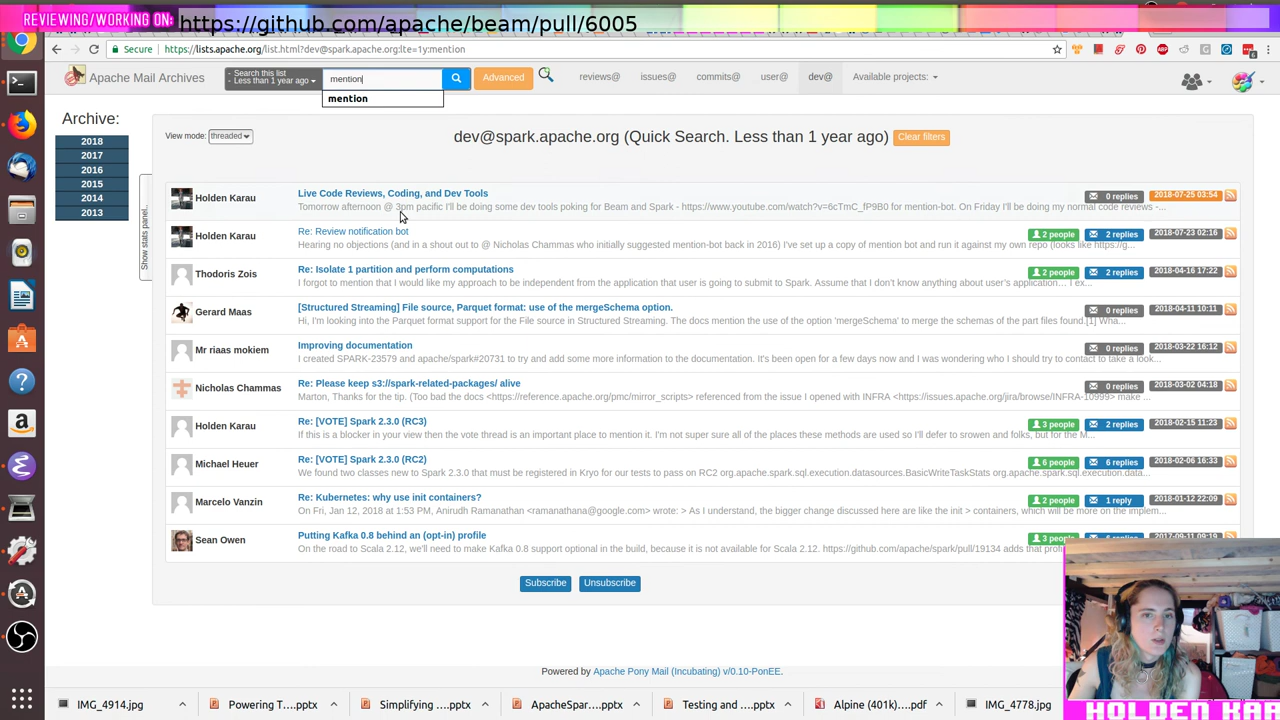 REVIEWING/WORKING ON: https://github.com/apache/beam/pull/6005
Secure https://lists.apache.org/list.html?dev@spark.apache.org:lte=1y:mention
Apache Mail Archives
Search this list
- Less than 1 year ago
mention
Advanced
reviews@ issues@ commits@ user@ dev@ Available projects:
mention
Archive:
2018
2017
2016
2015
2014
2013
Show stats panel..
View mode: threaded
dev@spark.apache.org (Quick Search. Less than 1 year ago) Clear filters
Holden Karau
Live Code Reviews, Coding, and Dev Tools
0 replies 2018-07-25 03:54
Tomorrow afternoon @ 3pm pacific I'll be doing some dev tools poking for Beam and Spark - https://www.youtube.com/watch?v=6cTmC_fP9B0 for mention-bot. On Friday I'll be doing my normal code reviews -...
Holden Karau
Re: Review notification bot
2 people 2 replies 2018-07-23 02:16
Hearing no objections (and in a shout out to @ Nicholas Chammas who initially suggested mention-bot back in 2016) I've set up a copy of mention bot and run it against my own repo (looks like https://g...
Thodoris Zois
Re: Isolate 1 partition and perform computations
2 people 2 replies 2018-04-16 17:22
I forgot to mention that I would like my approach to be independent from the application that user is going to submit to Spark. Assume that I don't know anything about user's application… I ex...
Gerard Maas
[Structured Streaming] File source, Parquet format: use of the mergeSchema option.
0 replies 2018-04-11 10:11
Hi, I'm looking into the Parquet format support for the File source in Structured Streaming. The docs mention the use of the option 'mergeSchema' to merge the schemas of the part files found.[1] Wha...
Mr riaas mokiem
Improving documentation
0 replies 2018-03-22 16:12
I created SPARK-23579 and apache/spark#20731 to try and add some more information to the documentation. It's been open for a few days now and I was wondering who I should try to contact to take a look...
Nicholas Chammas
Re: Please keep s3://spark-related-packages/ alive
0 replies 2018-03-02 04:18
Marton, Thanks for the tip. (Too bad the docs <https://reference.apache.org/pmc/mirror_scripts> referenced from the issue I opened with INFRA <https://issues.apache.org/jira/browse/INFRA-10999> make ...
Holden Karau
Re: [VOTE] Spark 2.3.0 (RC3)
3 people 2 replies 2018-02-15 11:23
If this is a blocker in your view then the vote thread is an important place to mention it. I'm not super sure all of the places these methods are used so I'll defer to srowen and folks, but for the M...
Michael Heuer
Re: [VOTE] Spark 2.3.0 (RC2)
6 people 6 replies 2018-02-06 16:33
We found two classes new to Spark 2.3.0 that must be registered in Kryo for our tests to pass on RC2 org.apache.spark.sql.execution.datasources.BasicWriteTaskStats org.apache.spark.sql.execution.datas...
Marcelo Vanzin
Re: Kubernetes: why use init containers?
2 people 1 reply 2018-01-12 22:09
On Fri, Jan 12, 2018 at 1:53 PM, Anirudh Ramanathan <ramanathana@google.com> wrote: > As I understand, the bigger change discussed here are like the init > containers, which will be more on the implem...
Sean Owen
Putting Kafka 0.8 behind an (opt-in) profile
3 people 6 replies 2017-09-11 09:19
On the road to Scala 2.12, we'll need to make Kafka 0.8 support optional in the build, because it is not available for Scala 2.12. https://github.com/apache/spark/pull/19134 adds that
Subscribe Unsubscribe
Powered by Apache Pony Mail (Incubating) v/0.10-PonEE.
IMG_4914.jpg Powering T....pptx Simplifying ....pptx ApacheSpar....pptx Testing and ....pptx Alpine (401k)....pdf IMG_4778.jpg
HOLDEN KAR